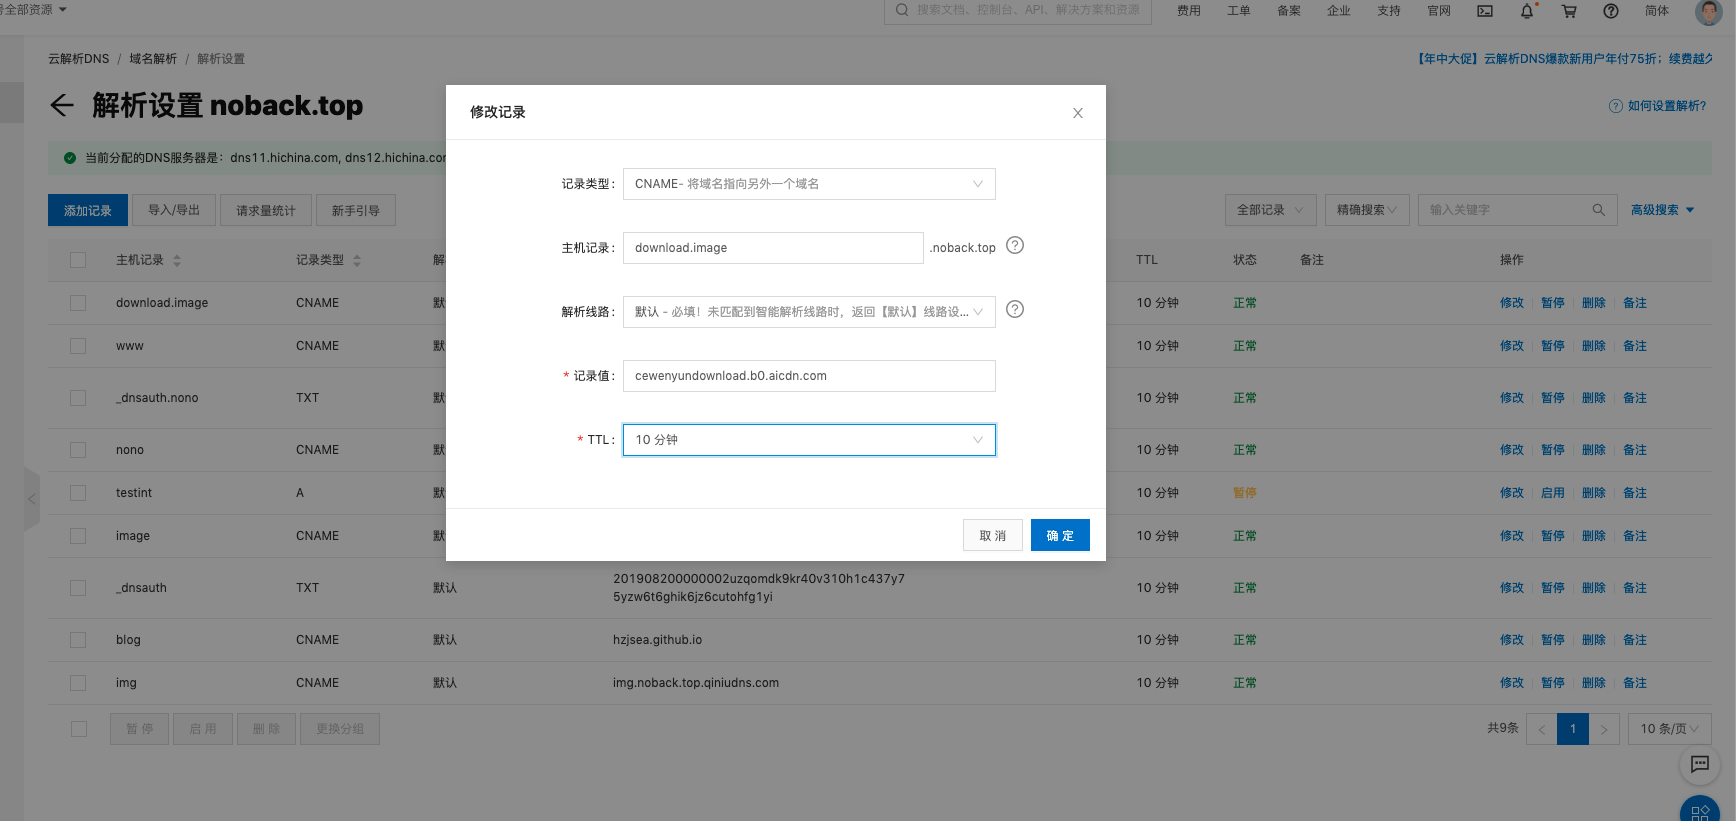 号全部资源
搜索文档、控制台、API、解决方案和资源
费用
工单
备案
企业
支持
官网
简体
云解析DNS / 域名解析 / 解析设置
【年中大促】云解析DNS爆款新用户年付75折；续费越久
解析设置 noback.top
如何设置解析?
当前分配的DNS服务器是：dns11.hichina.com, dns12.hichina.com
添加记录
导入/导出
请求量统计
新手引导
全部记录
精确搜索
输入关键字
高级搜索
主机记录 记录类型 解 TTL 状态 备注 操作
download.image CNAME 默 10 分钟 正常 修改 暂停 删除 备注
www CNAME 默 10 分钟 正常 修改 暂停 删除 备注
_dnsauth.nono TXT 默 10 分钟 正常 修改 暂停 删除 备注
nono CNAME 默 10 分钟 正常 修改 暂停 删除 备注
testint A 默 10 分钟 暂停 修改 启用 删除 备注
image CNAME 默 10 分钟 正常 修改 暂停 删除 备注
_dnsauth TXT 默认 201908200000002uzqomdk9kr40v310h1c437y7
5yzw6t6ghik6jz6cutohfg1yi 10 分钟 正常 修改 暂停 删除 备注
blog CNAME 默认 hzjsea.github.io 10 分钟 正常 修改 暂停 删除 备注
img CNAME 默认 img.noback.top.qiniudns.com 10 分钟 正常 修改 暂停 删除 备注
暂 停
启 用
删 除
更换分组
共9条 < 1 > 10 条/页
修改记录
记录类型： CNAME- 将域名指向另外一个域名
主机记录： download.image .noback.top
解析线路： 默认 - 必填！未匹配到智能解析线路时，返回【默认】线路设...
* 记录值： cewenyundownload.b0.aicdn.com
* TTL： 10 分钟
取 消
确 定